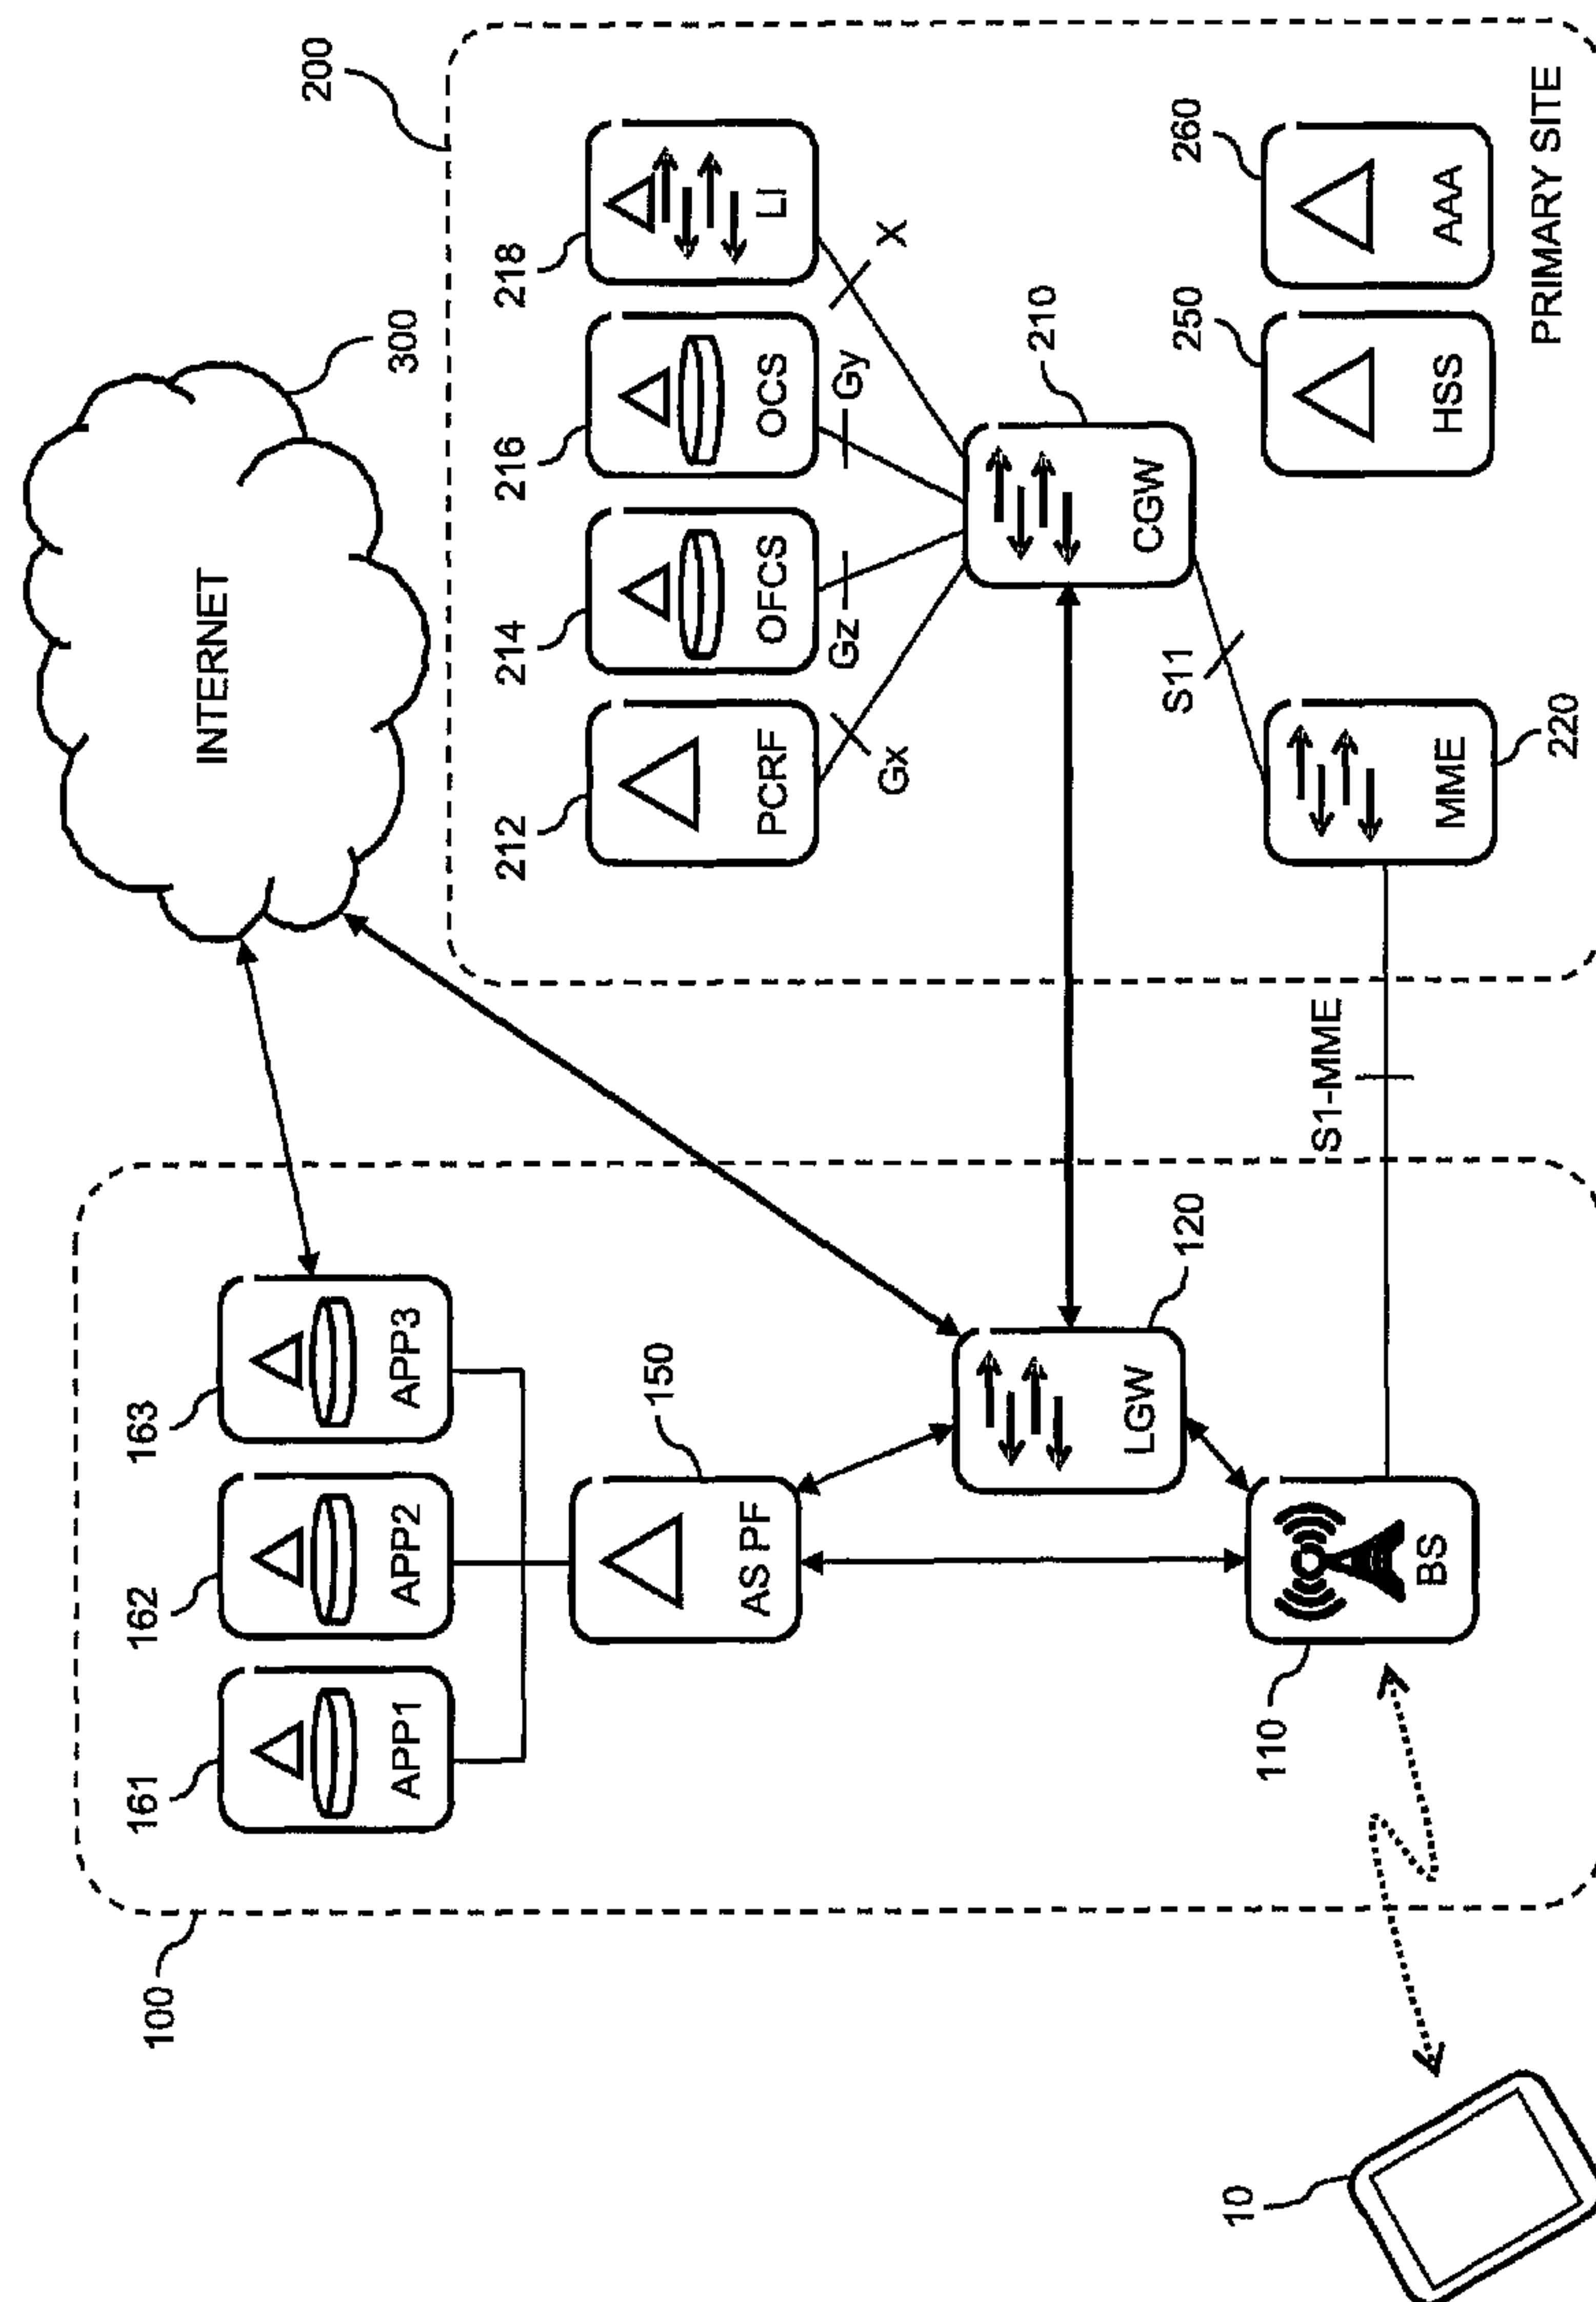 INTERNET
300
200
100
161
162
163
APP1
APP2
APP3
150
AS PF
212
214
216
218
PCRF
OFCS
OCS
LI
Gx
Gz
Gy
X
210
CGW
120
LGW
S11
250
260
HSS
AAA
110
BS
S1-MME
MME
220
PRIMARY SITE
10